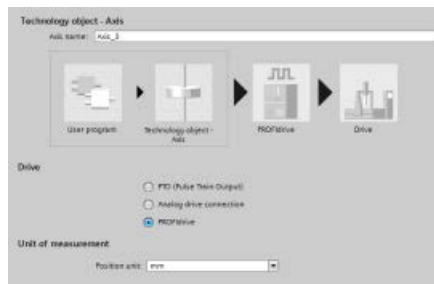 Technology object - Axis
Axis name: Axis_3
User program
Technology object - Axis
PROFIdrive
Drive
Drive
PTO (Pulse Train Output)
Analog drive connection
PROFIdrive
Unit of measurement
Position unit: mm